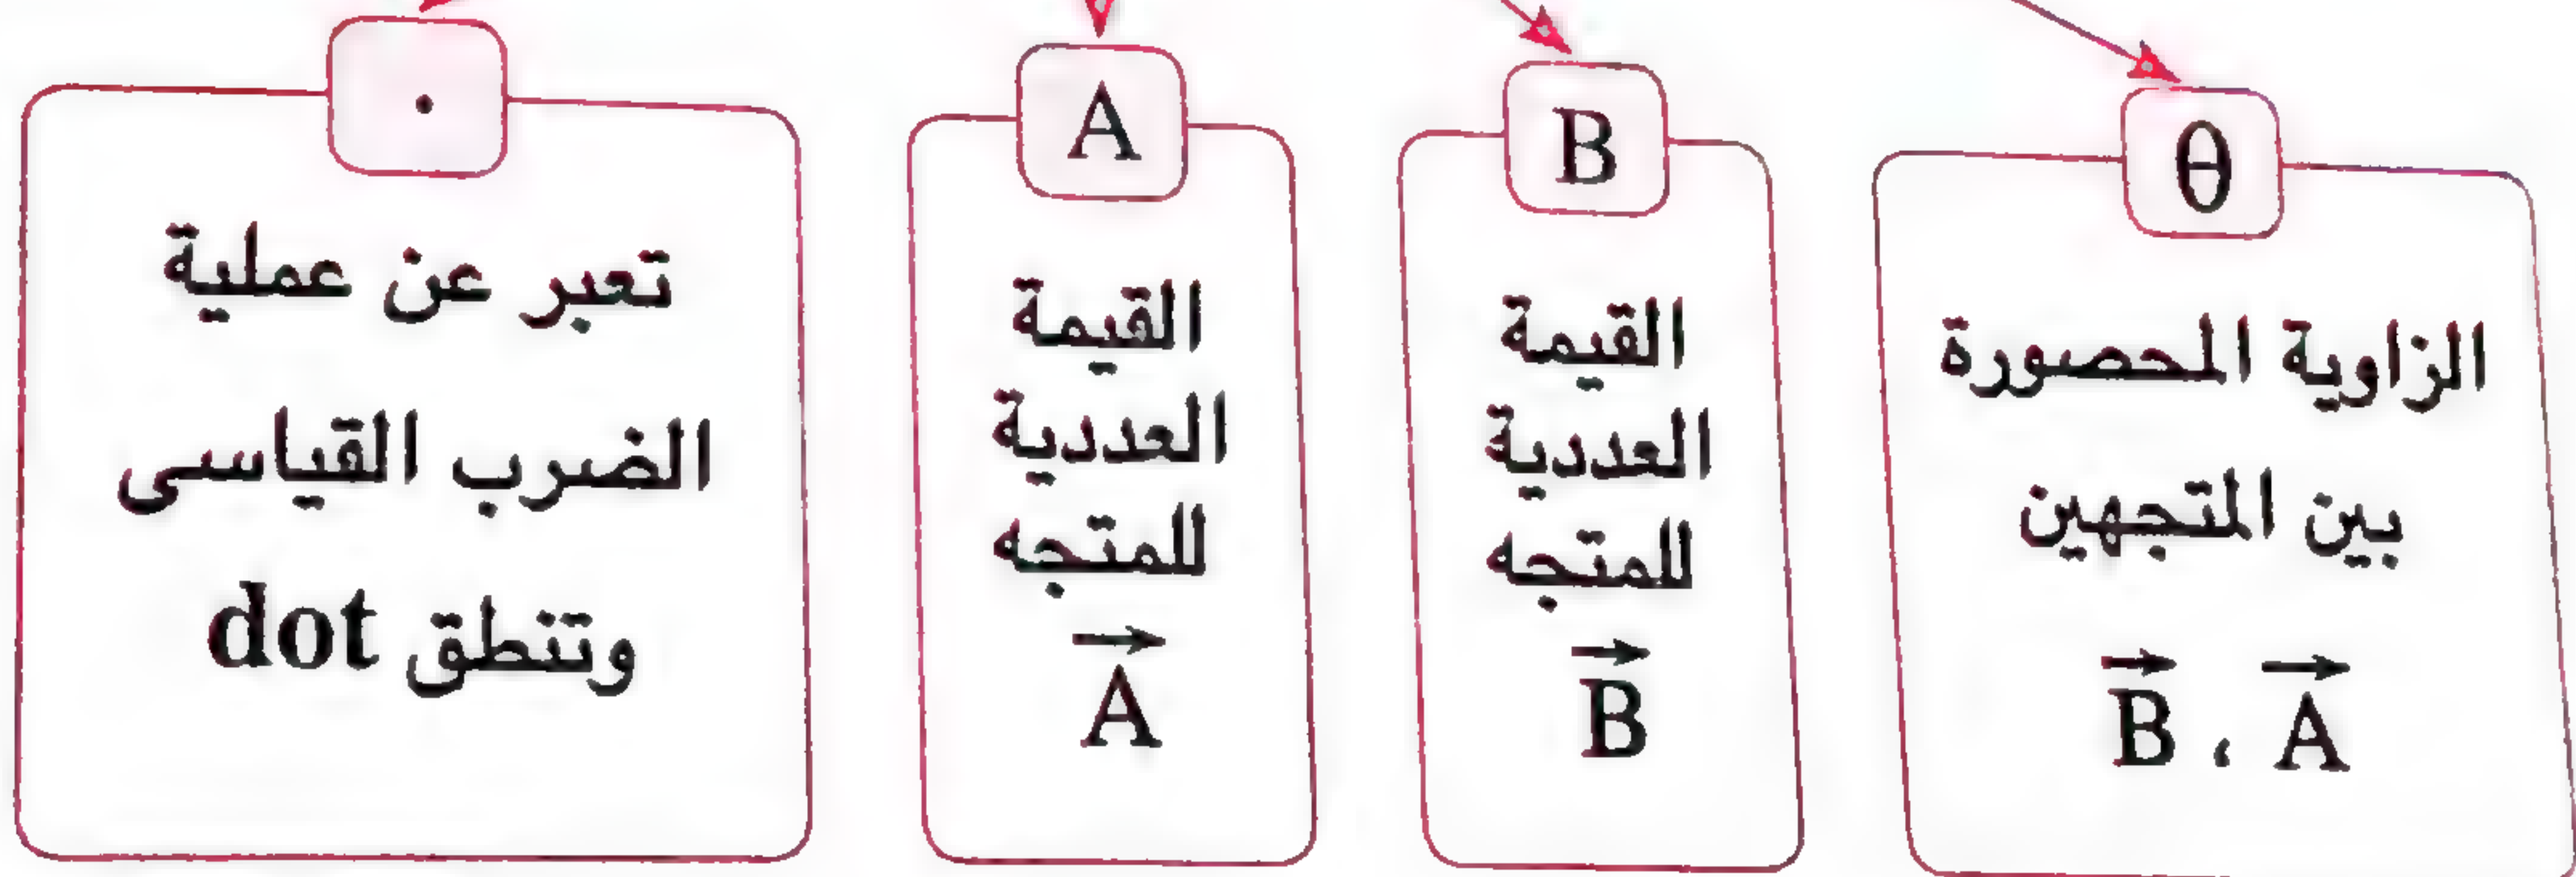 •
تعبر عن عملية
الضرب القياسى
وتنطق dot
A
القيمة
العددية
للمتجه
A⃗
B
القيمة
العددية
للمتجه
B⃗
θ
الزاوية المحصورة
بين المتجهين
B⃗ ، A⃗